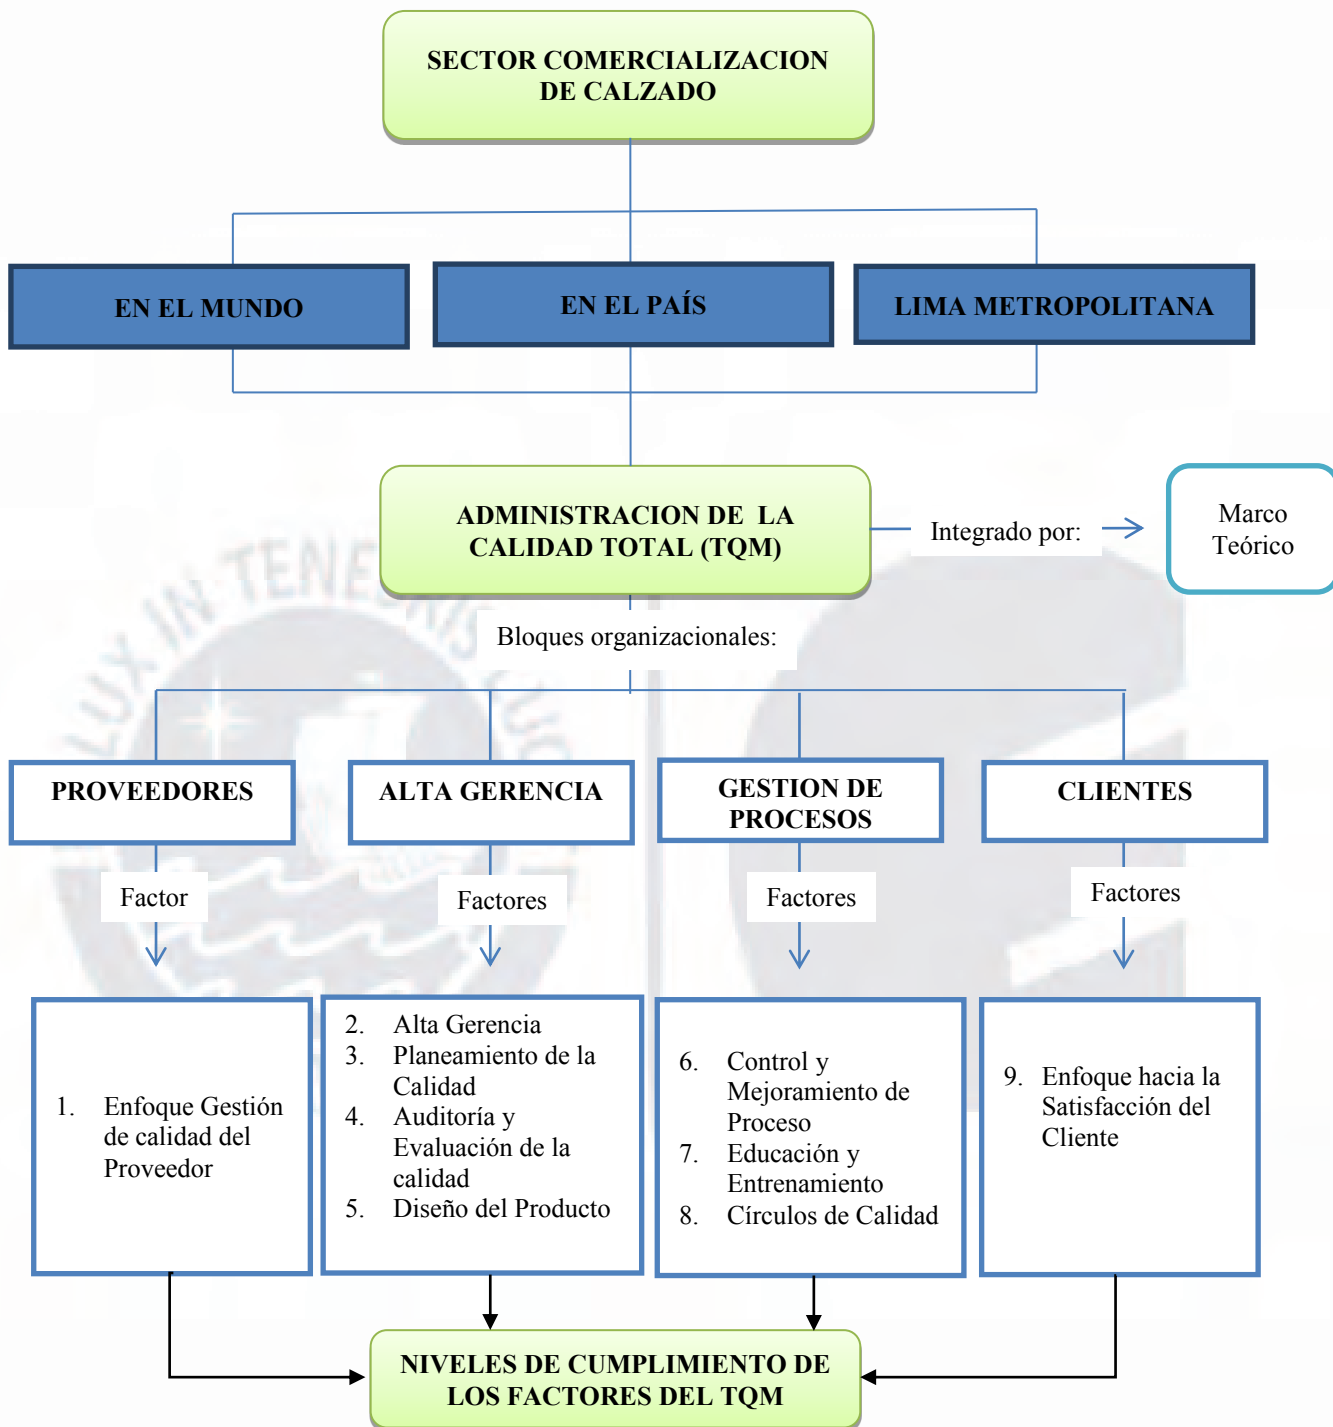 SECTOR COMERCIALIZACION
DE CALZADO
EN EL MUNDO
EN EL PAÍS
LIMA METROPOLITANA
ADMINISTRACION DE LA
CALIDAD TOTAL (TQM)
Integrado por:
Marco
Teórico
LUX IN TENEBRIS
Bloques organizacionales:
PROVEEDORES
ALTA GERENCIA
GESTION DE
PROCESOS
CLIENTES
Factor
Factores
Factores
Factores
1. Enfoque Gestión
de calidad del
Proveedor
2. Alta Gerencia
3. Planeamiento de la
Calidad
4. Auditoría y
Evaluación de la
calidad
5. Diseño del Producto
6. Control y
Mejoramiento de
Proceso
7. Educación y
Entrenamiento
8. Círculos de Calidad
9. Enfoque hacia la
Satisfacción del
Cliente
NIVELES DE CUMPLIMIENTO DE
LOS FACTORES DEL TQM